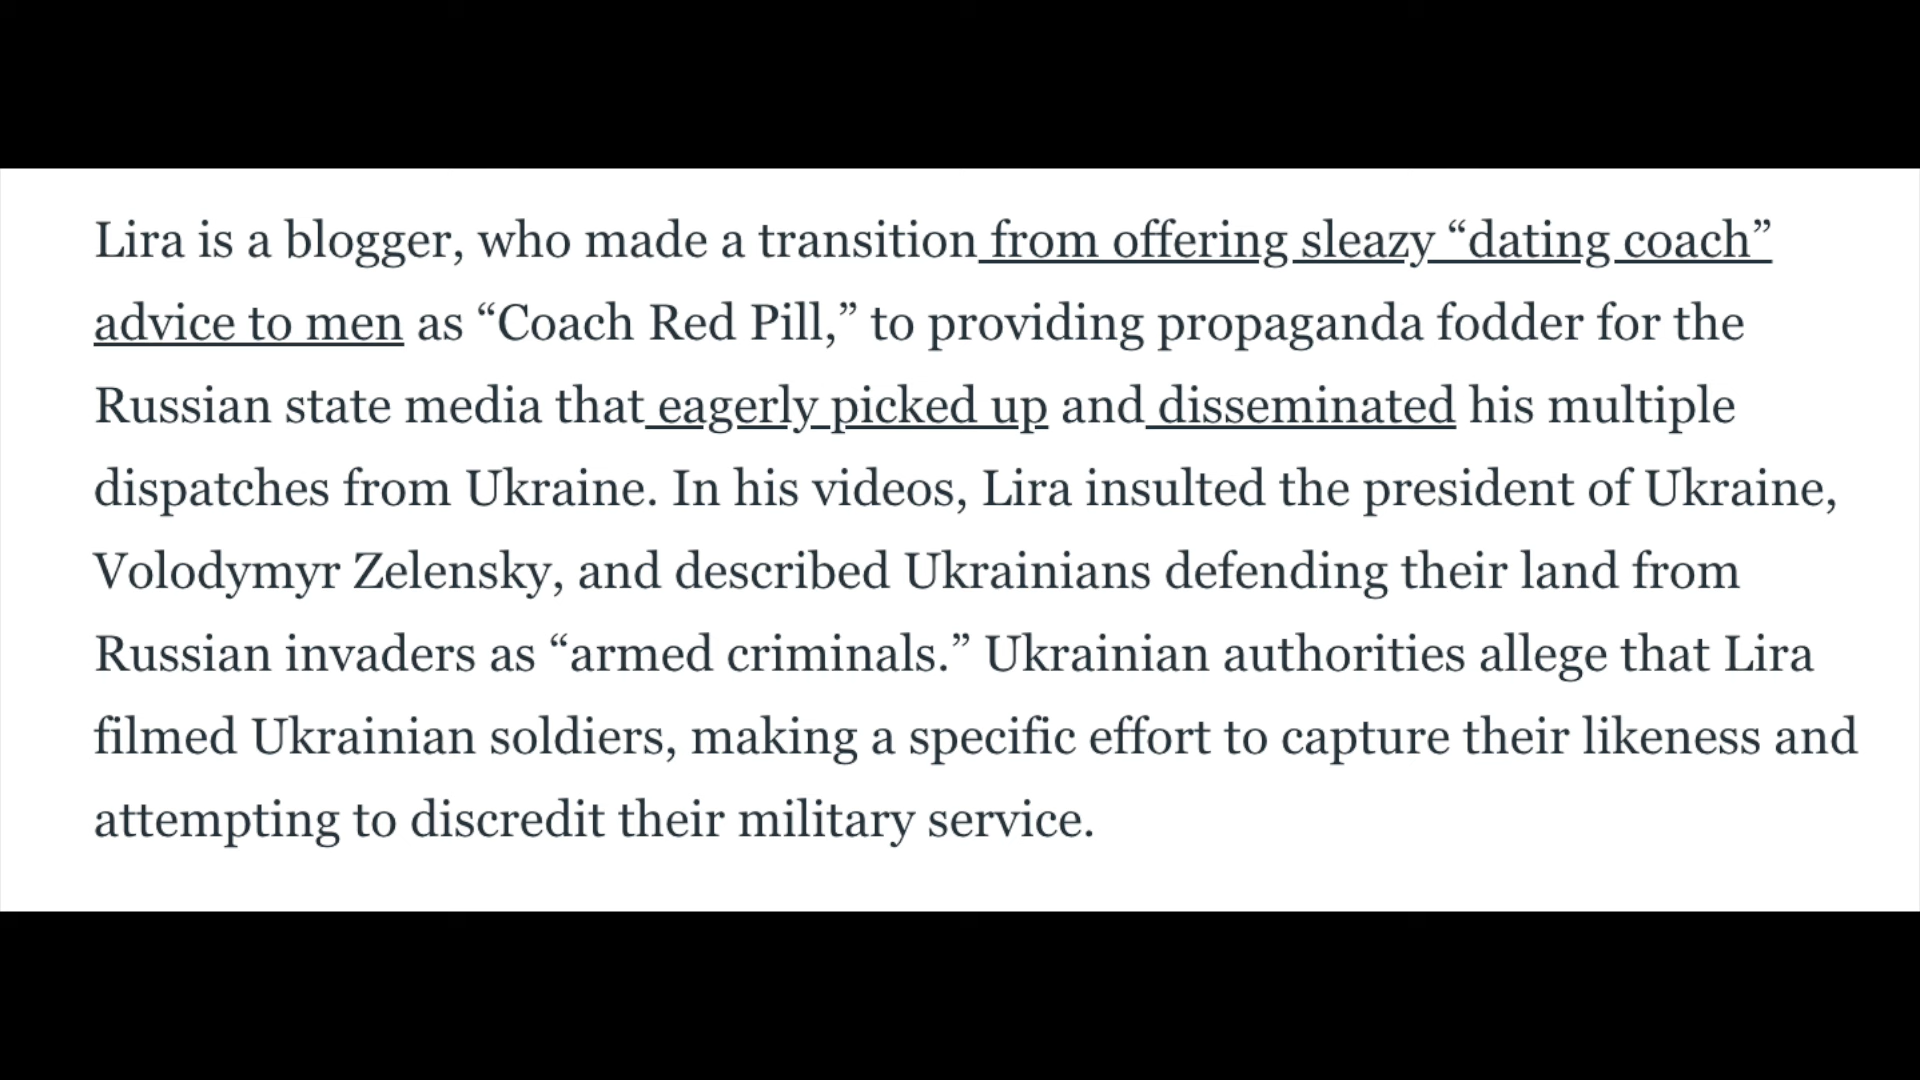 Lira is a blogger, who made a transition from offering sleazy “dating coach”
advice to men as “Coach Red Pill,” to providing propaganda fodder for the
Russian state media that eagerly picked up and disseminated his multiple
dispatches from Ukraine. In his videos, Lira insulted the president of Ukraine,
Volodymyr Zelensky, and described Ukrainians defending their land from
Russian invaders as “armed criminals.” Ukrainian authorities allege that Lira
filmed Ukrainian soldiers, making a specific effort to capture their likeness and
attempting to discredit their military service.